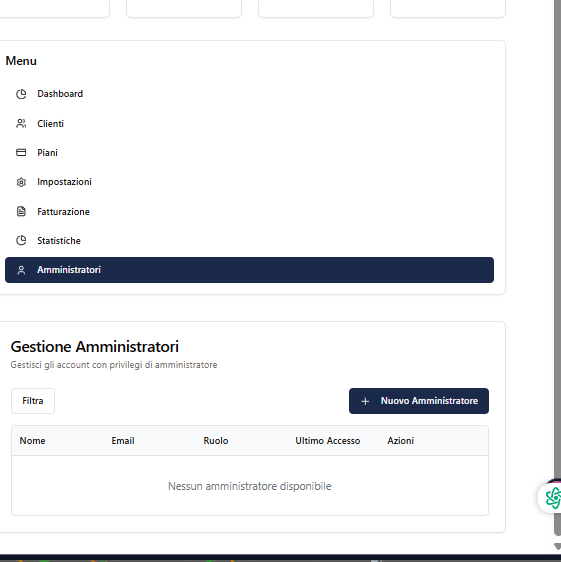 Menu
Dashboard
Clienti
Piani
Impostazioni
Fatturazione
Statistiche
Amministratori
Gestione Amministratori
Gestisci gli account con privilegi di amministratore
Filtra
Nuovo Amministratore
Nome Email Ruolo Ultimo Accesso Azioni
Nessun amministratore disponibile